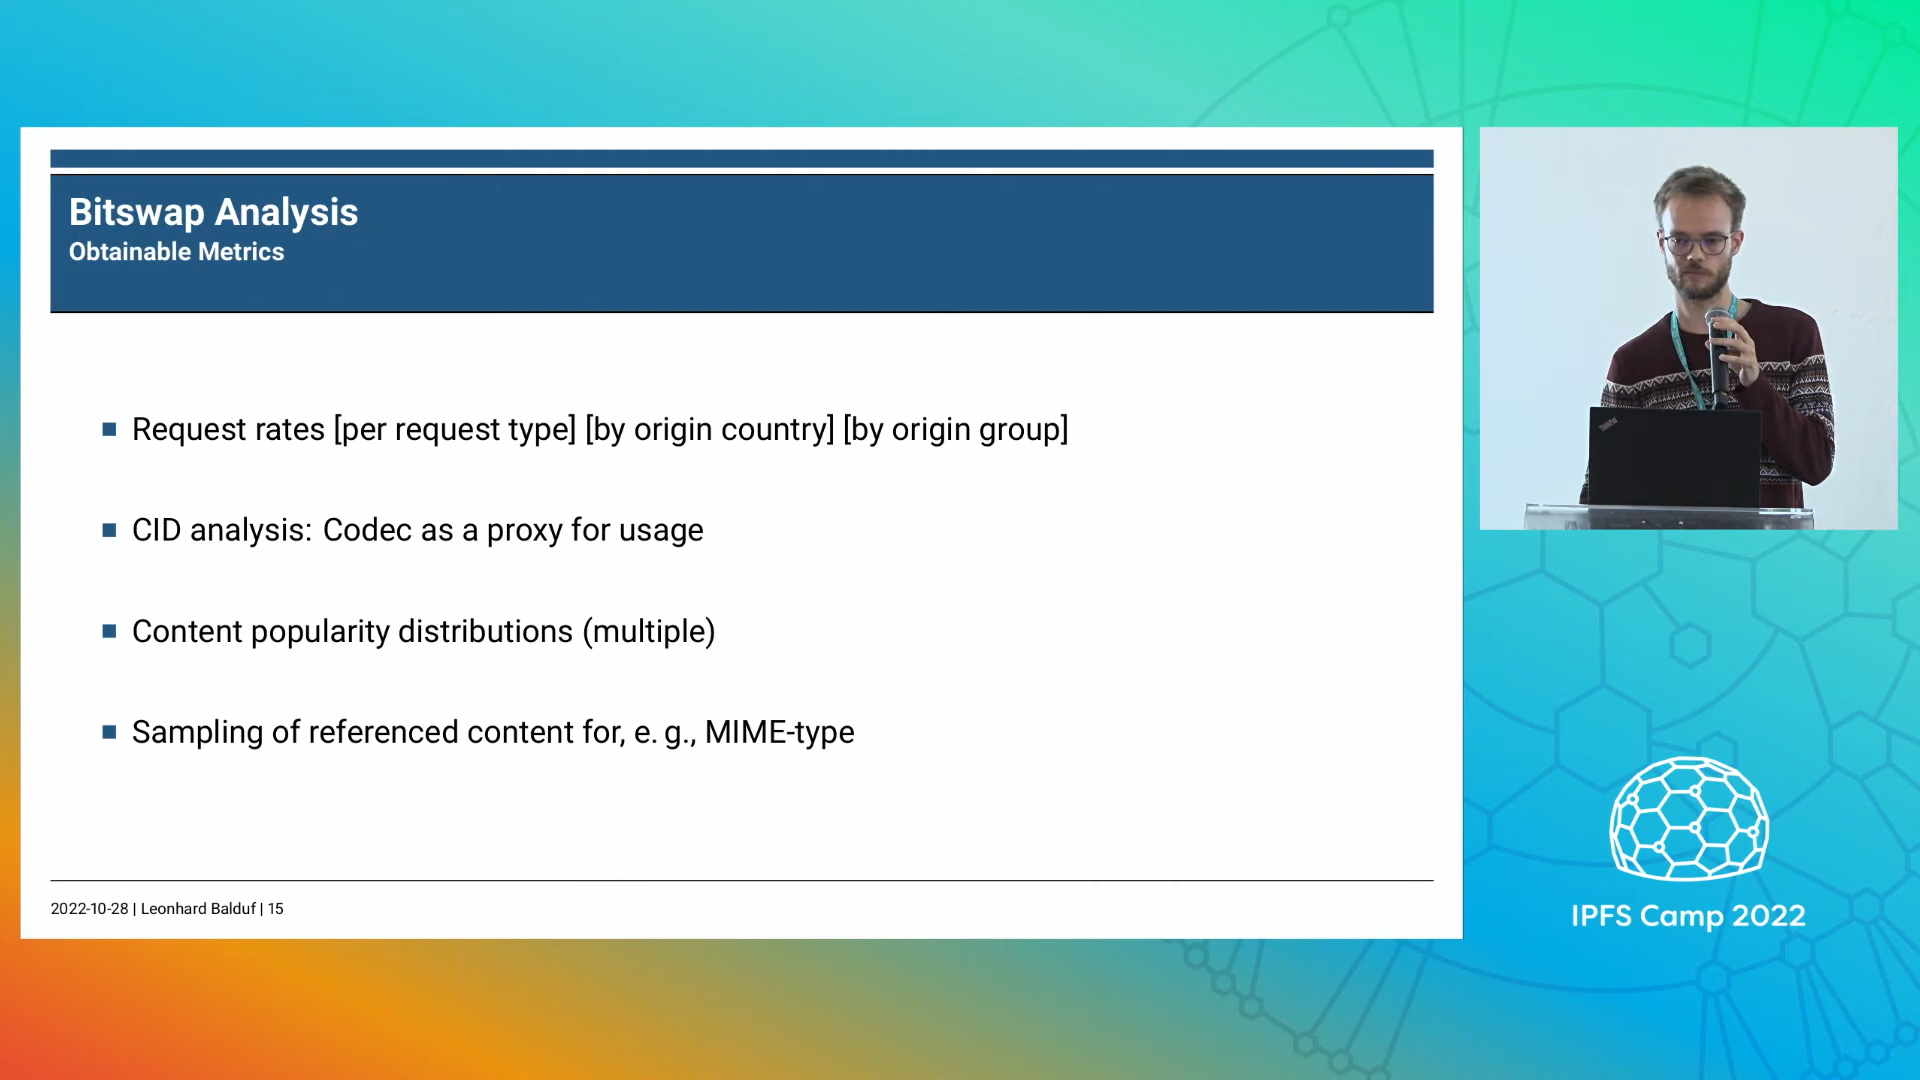 Bitswap Analysis
Obtainable Metrics
Request rates [per request type] [by origin country] [by origin group]
CID analysis: Codec as a proxy for usage
Content popularity distributions (multiple)
Sampling of referenced content for, e. g., MIME-type
2022-10-28 | Leonhard Balduf | 15
ThinkPad
IPFS Camp 2022